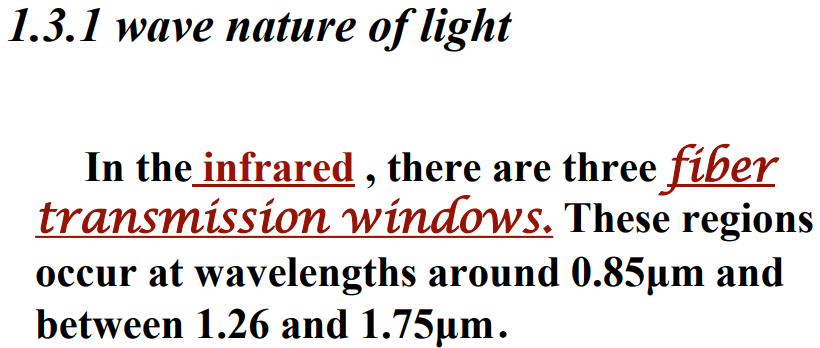 1.3.1 wave nature of light
In the infrared , there are three fiber
transmission windows. These regions
occur at wavelengths around 0.85μm and
between 1.26 and 1.75μm.